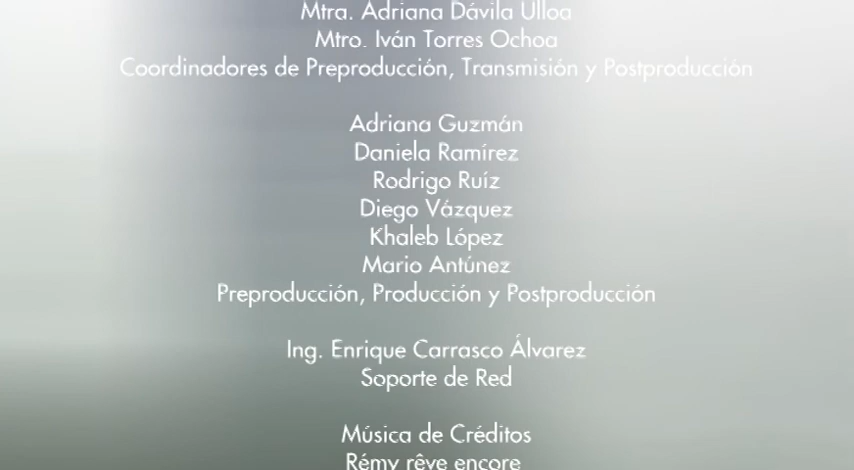 Mtra. Adriana Dávila Ulloa
Mtro. Iván Torres Ochoa
Coordinadores de Preproducción, Transmisión y Postproducción
Adriana Guzmán
Daniela Ramírez
Rodrigo Ruíz
Diego Vázquez
Khaleb López
Mario Antúnez
Preproducción, Producción y Postproducción
Ing. Enrique Carrasco Álvarez
Soporte de Red
Música de Créditos
Rémy rêve encore